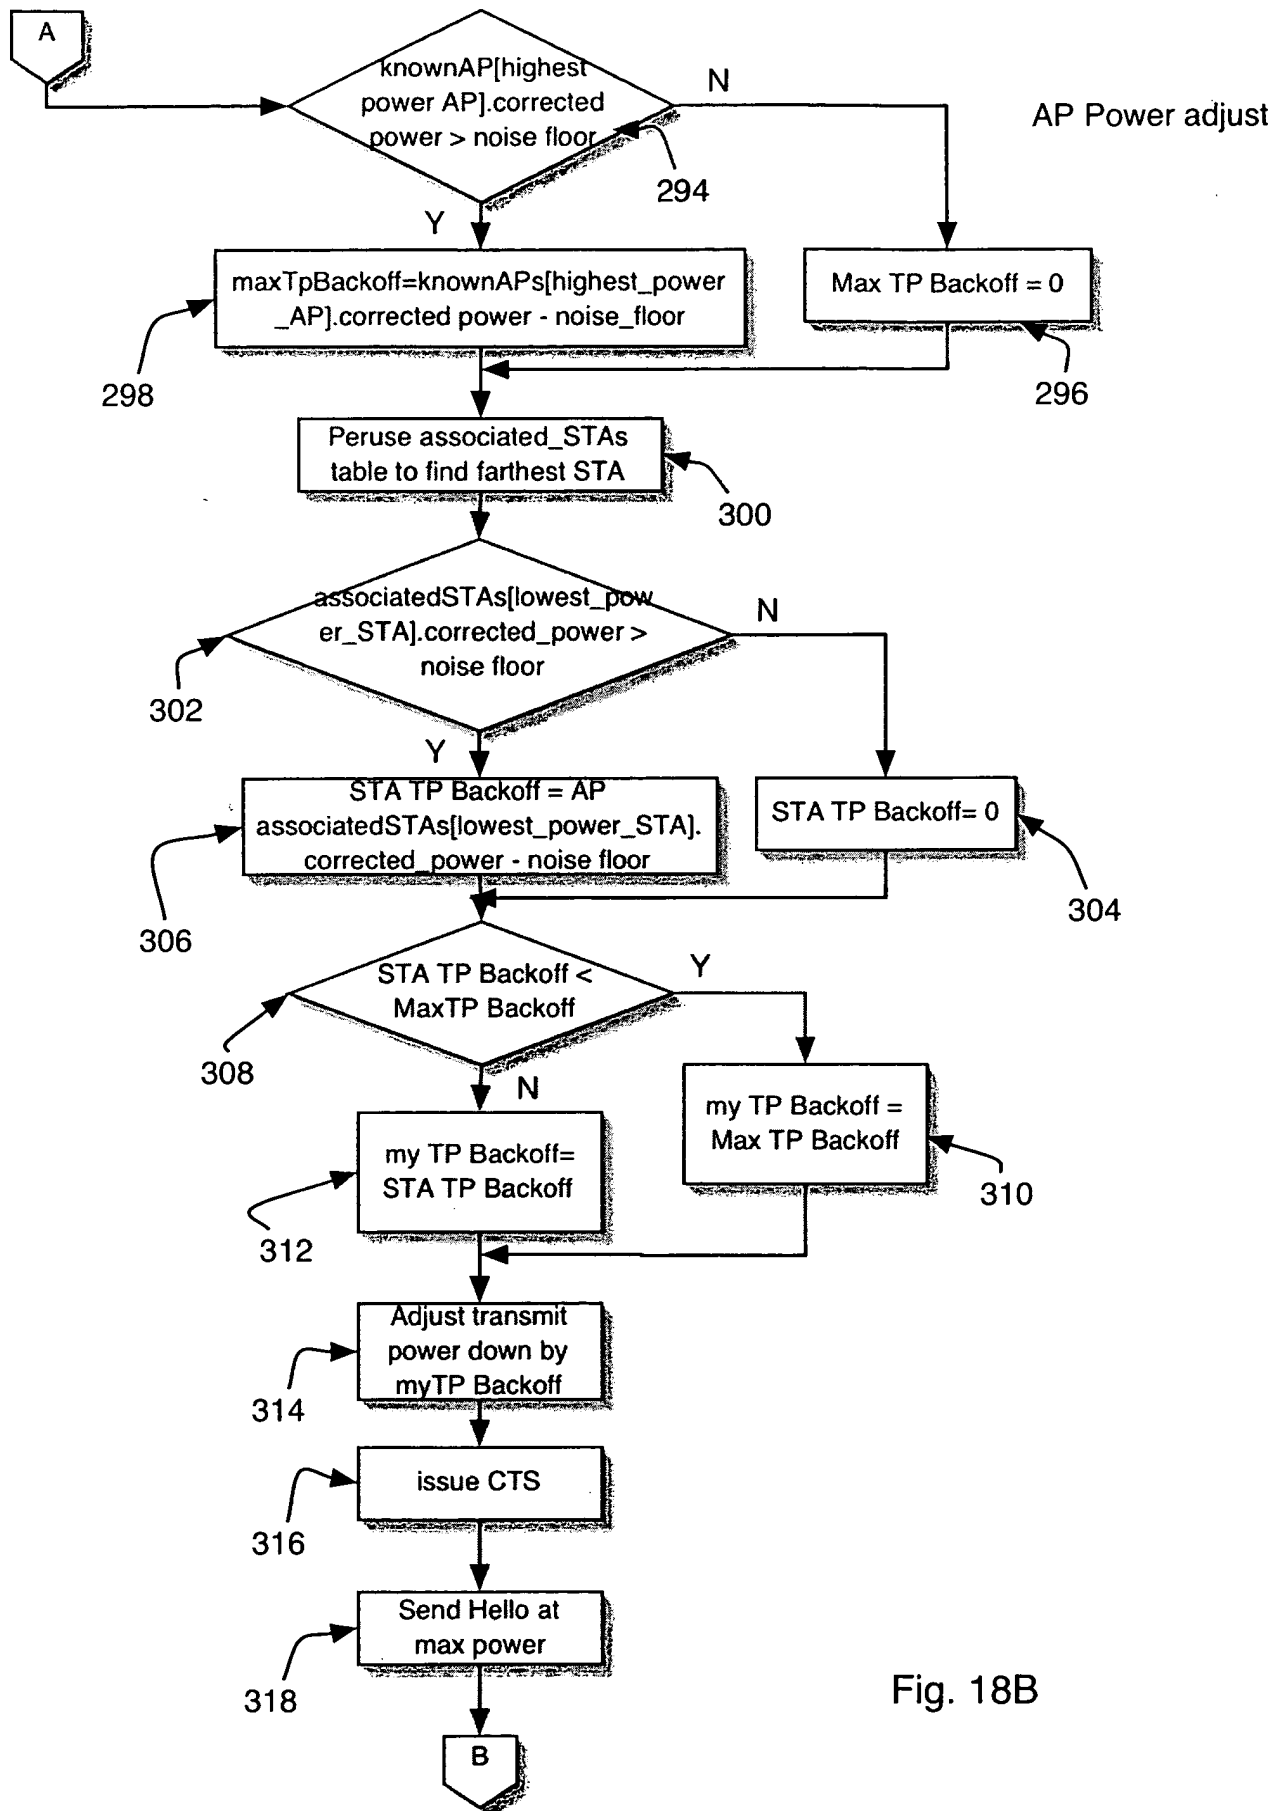 A
knownAP[highest
power AP].corrected
power > noise floor
N
AP Power adjust
294
Y
maxTpBackoff=knownAPs[highest_power
_AP].corrected power - noise_floor
Max TP Backoff = 0
298
296
Peruse associated_STAs
table to find farthest STA
300
associatedSTAs[lowest_pow
er_STA].corrected_power >
noise floor
N
302
Y
STA TP Backoff = AP
associatedSTAs[lowest_power_STA].
corrected_power - noise floor
STA TP Backoff= 0
306
304
STA TP Backoff <
MaxTP Backoff
Y
308
N
my TP Backoff =
Max TP Backoff
my TP Backoff=
STA TP Backoff
310
312
Adjust transmit
power down by
myTP Backoff
314
issue CTS
316
Send Hello at
max power
318
Fig. 18B
B